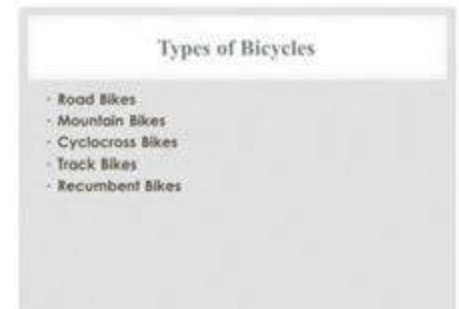 Types of Bicycles
• Road Bikes
• Mountain Bikes
• Cyclocross Bikes
• Track Bikes
• Recumbent Bikes